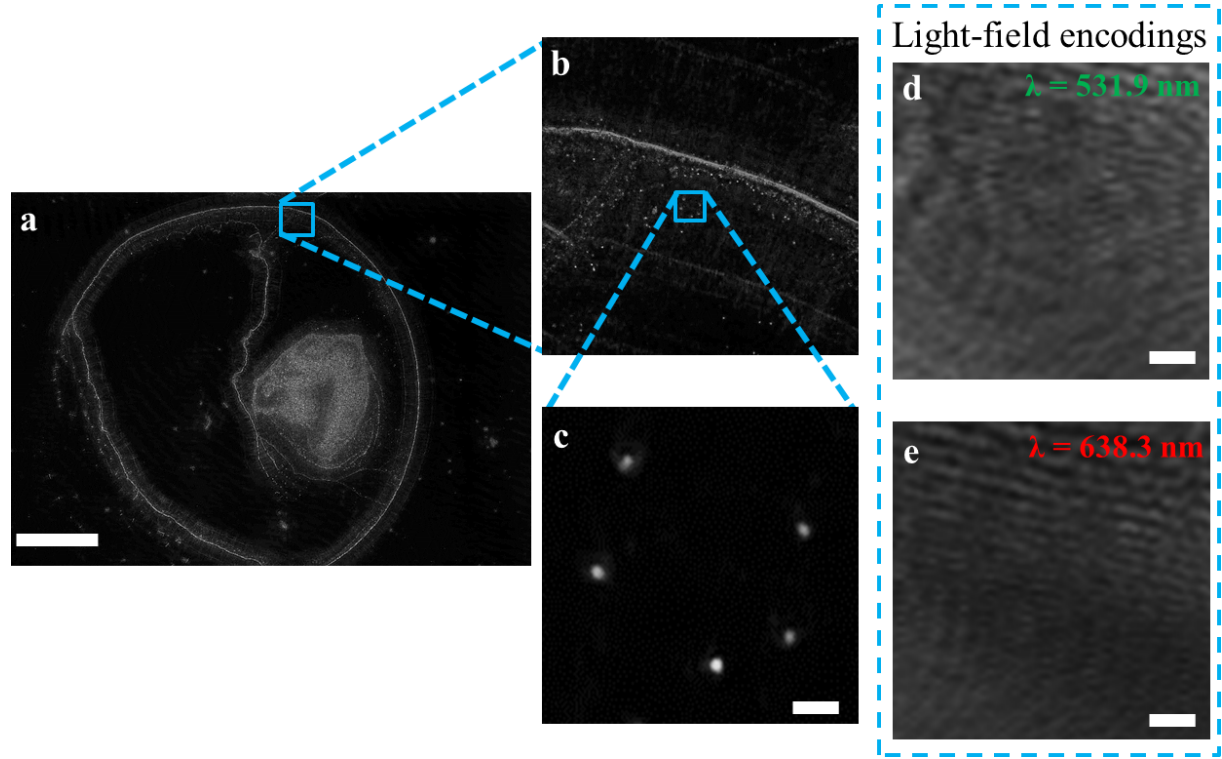 a
b
c
Light-field encodings
d
λ = 531.9 nm
e
λ = 638.3 nm